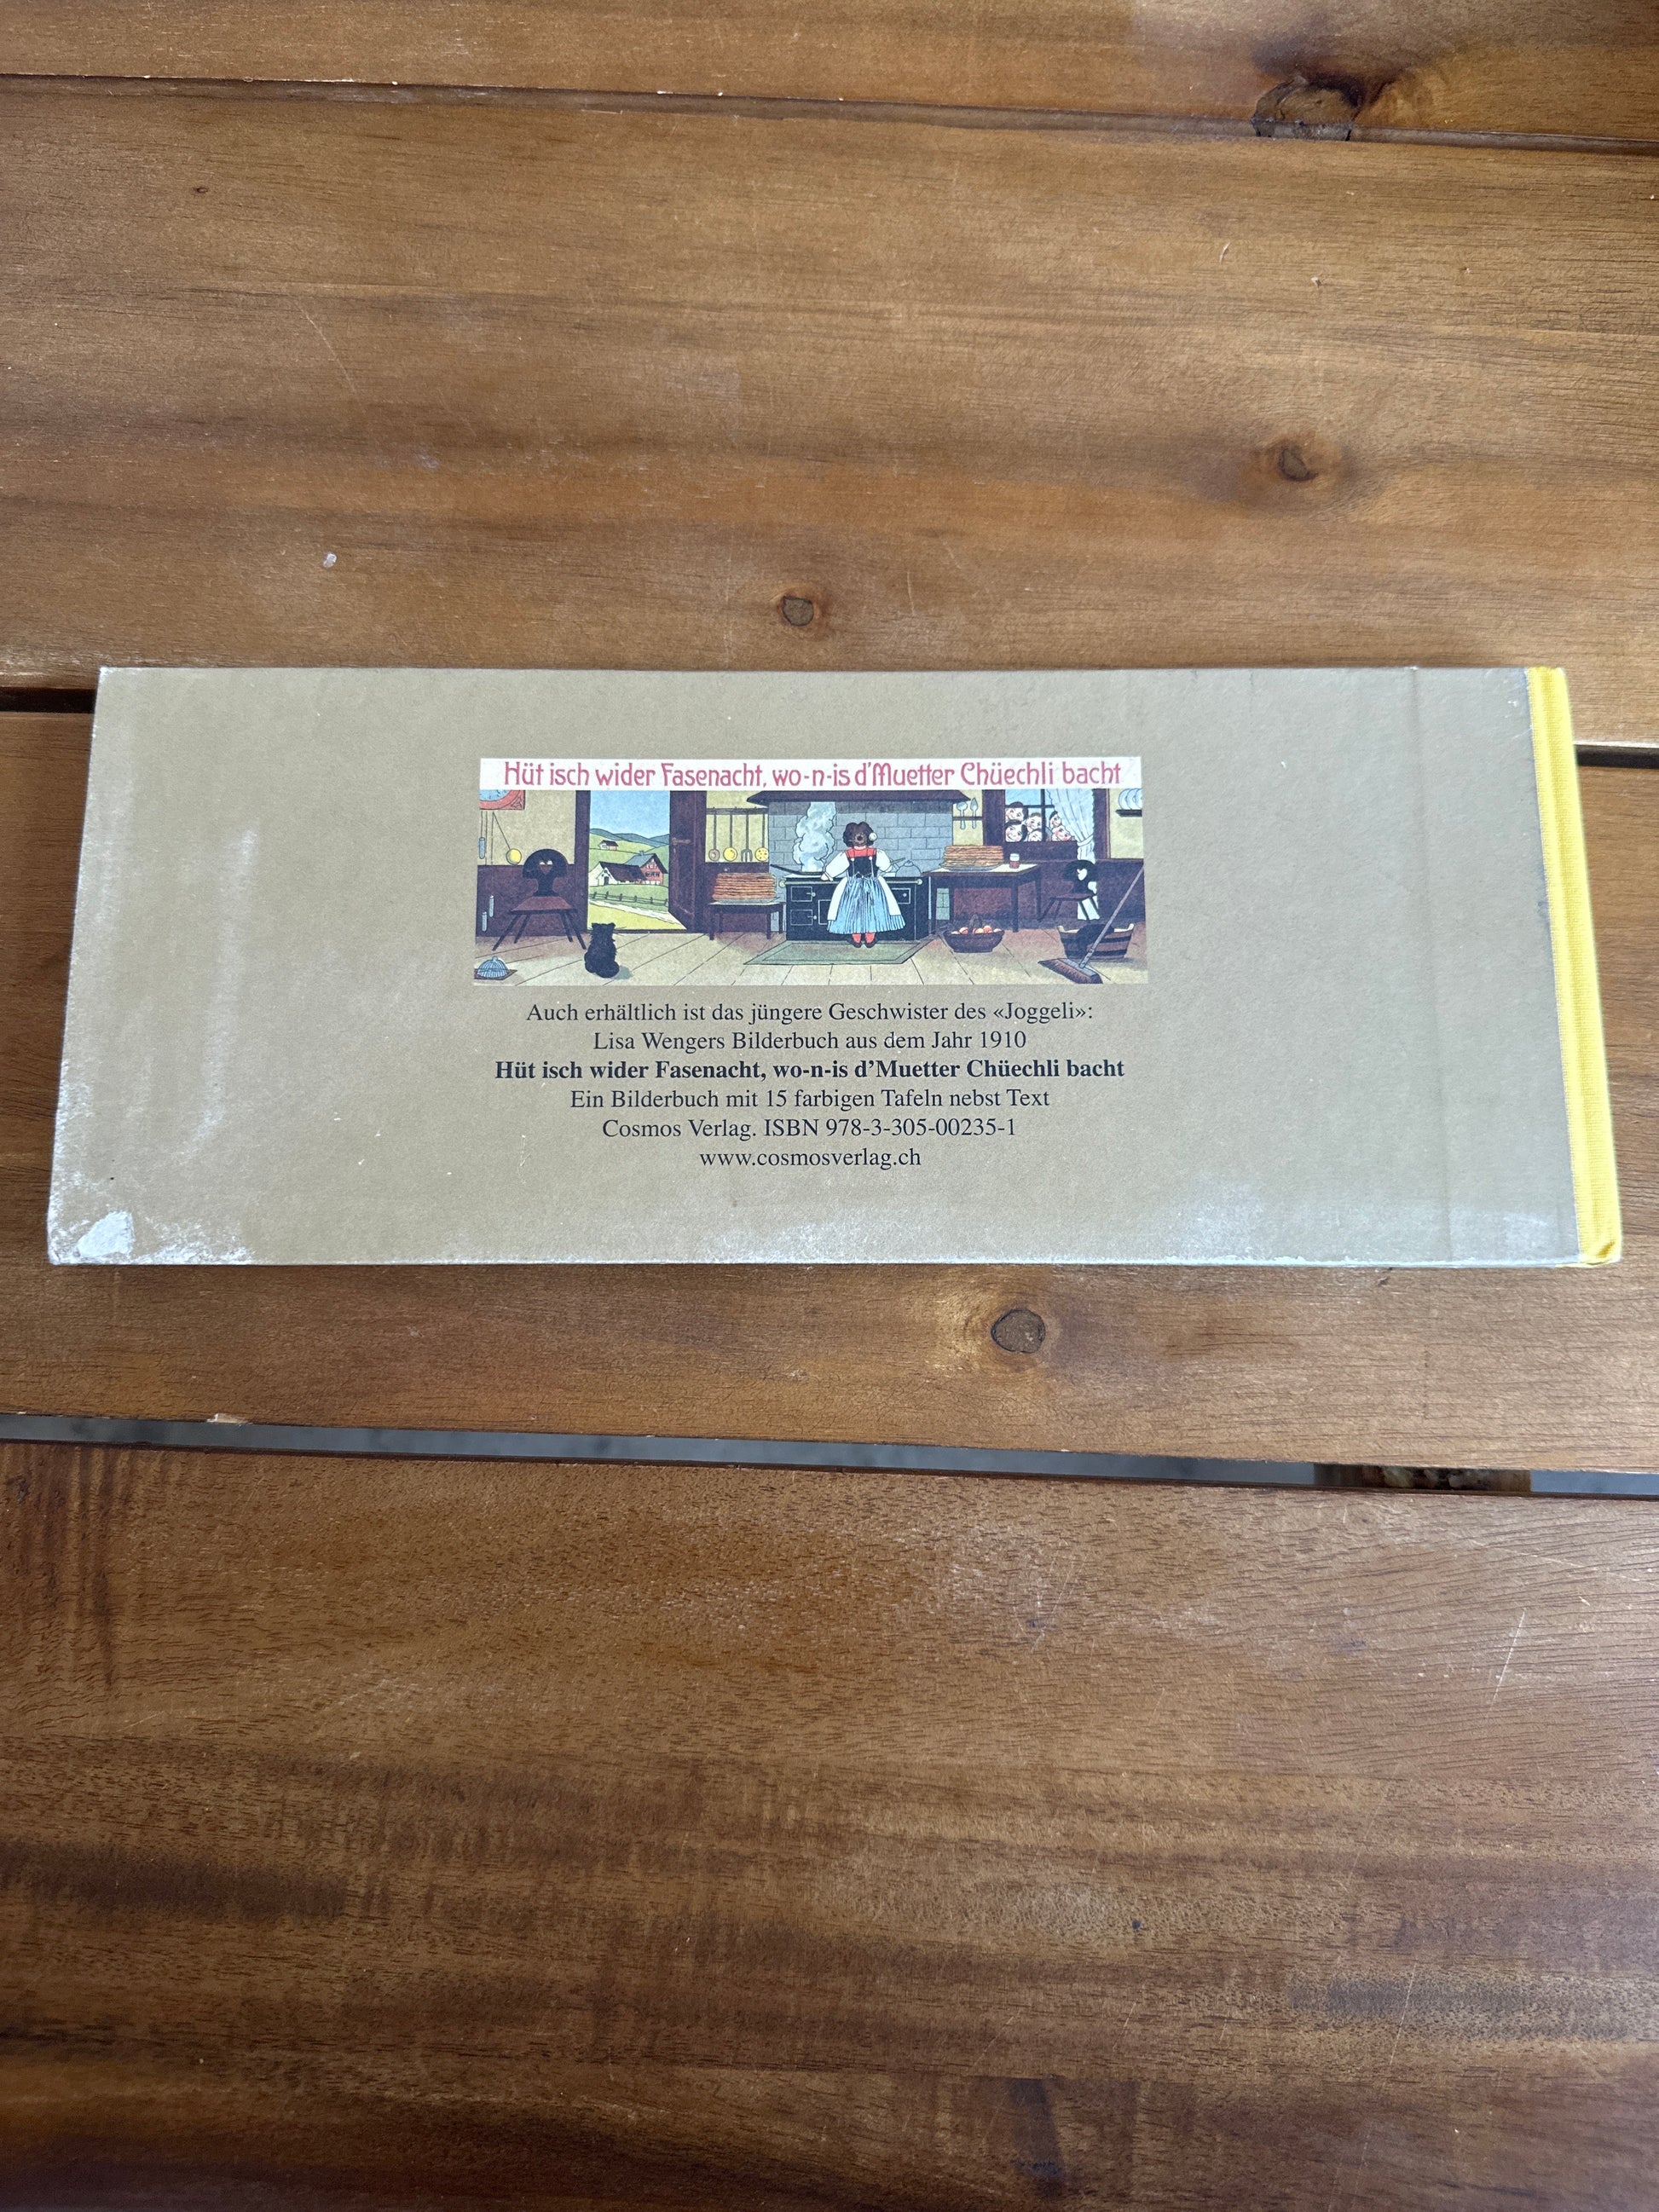 Hüt isch wider Fasenacht, wo-n-is d'Muetter Chüechli bacht
Auch erhältlich ist das jüngere Geschwister des «Joggeli»:
Lisa Wengers Bilderbuch aus dem Jahr 1910
Hüt isch wider Fasenacht, wo-n-is d’Muetter Chüechli bacht
Ein Bilderbuch mit 15 farbigen Tafeln nebst Text
Cosmos Verlag. ISBN 978-3-305-00235-1
www.cosmosverlag.ch